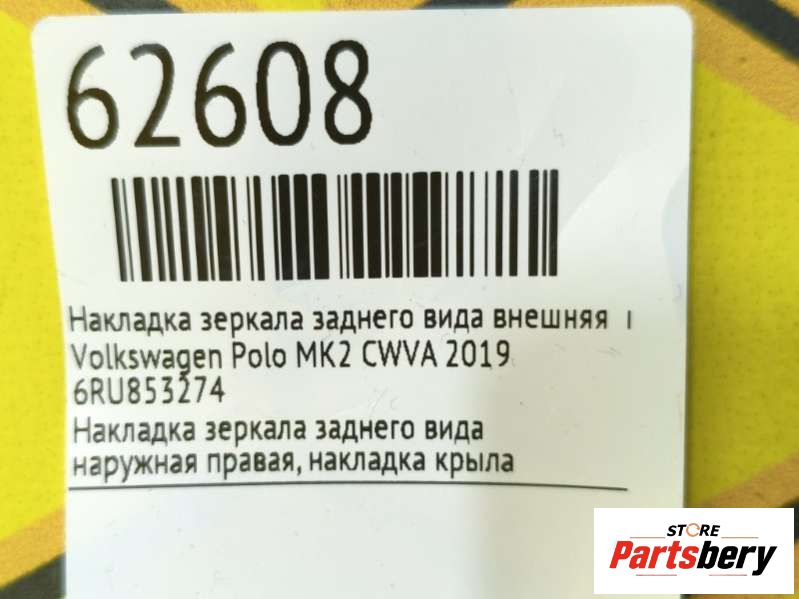 62608
Накладка зеркала заднего вида внешняя
Volkswagen Polo MK2 CWVA 2019
6RU853274
Накладка зеркала заднего вида
наружная правая, накладка крыла
STORE
Partsbery